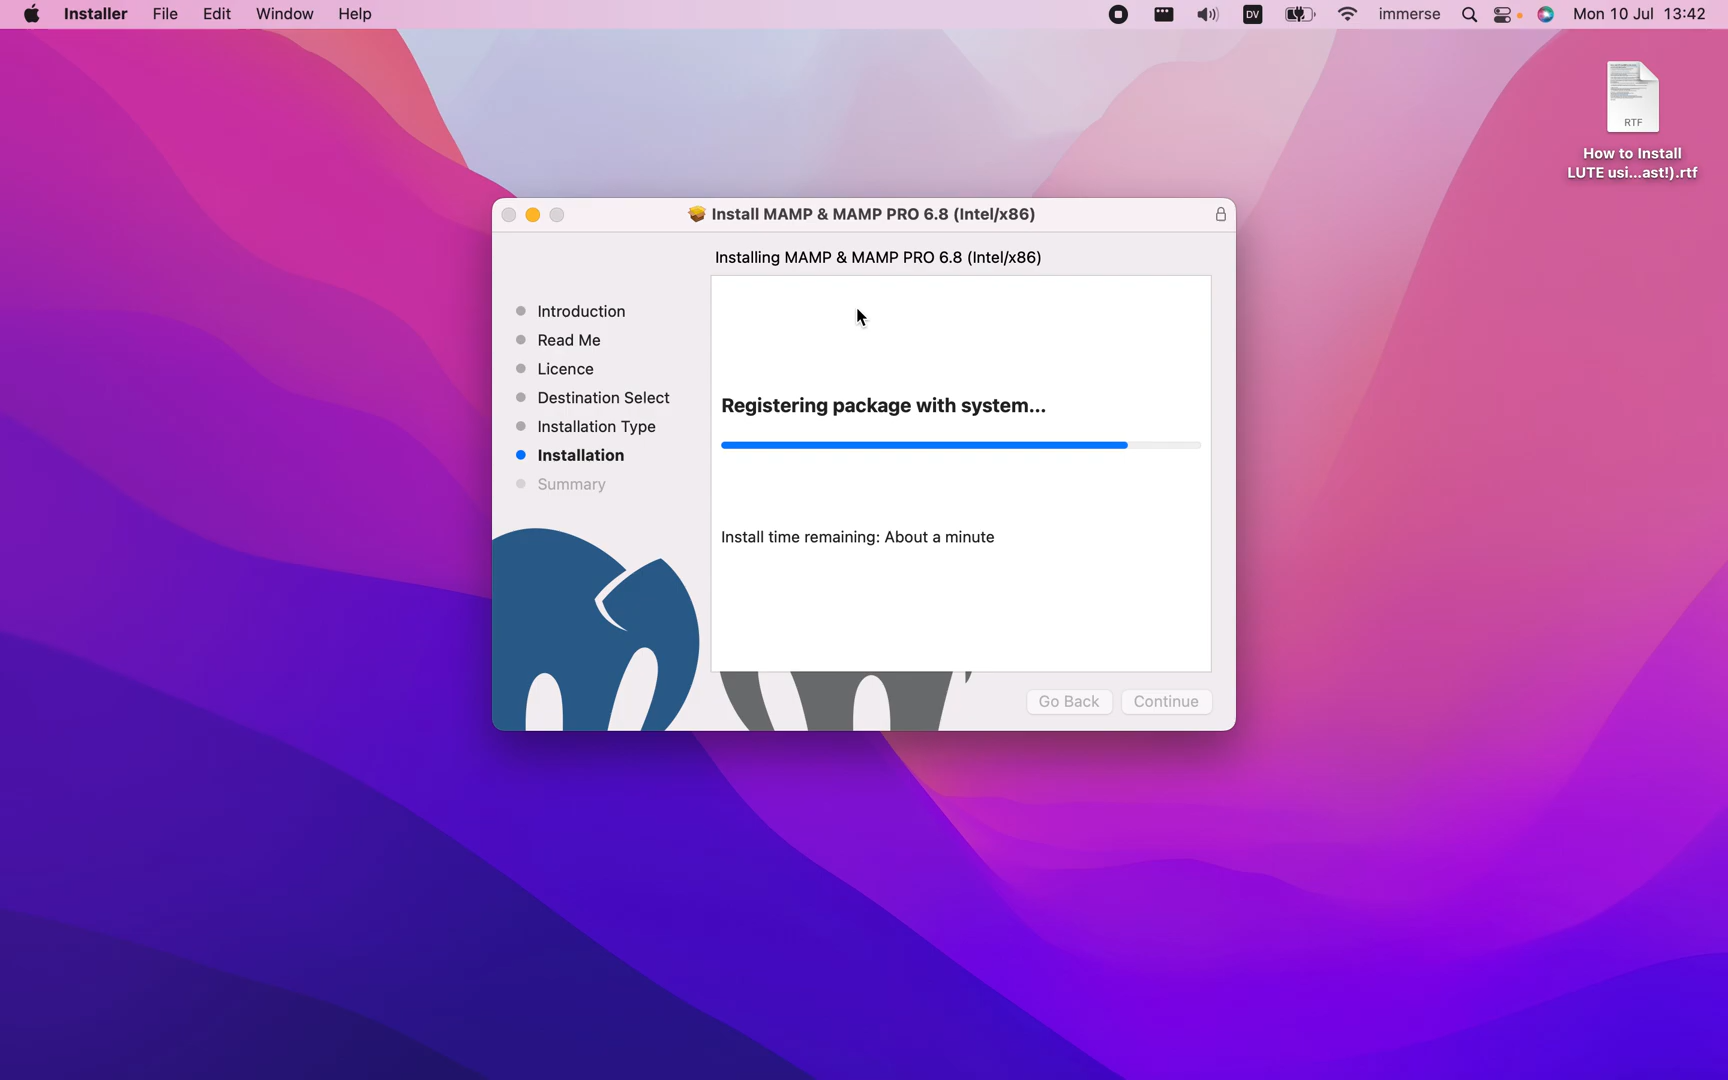 Installer File Edit Window Help DV immerse Mon 10 Jul 13:42
RTF
How to Install
LUTE usi...ast!).rtf
Install MAMP & MAMP PRO 6.8 (Intel/x86)
Installing MAMP & MAMP PRO 6.8 (Intel/x86)
Introduction
Read Me
Licence
Destination Select
Installation Type
Installation
Summary
Registering package with system...
Install time remaining: About a minute
Go Back Continue